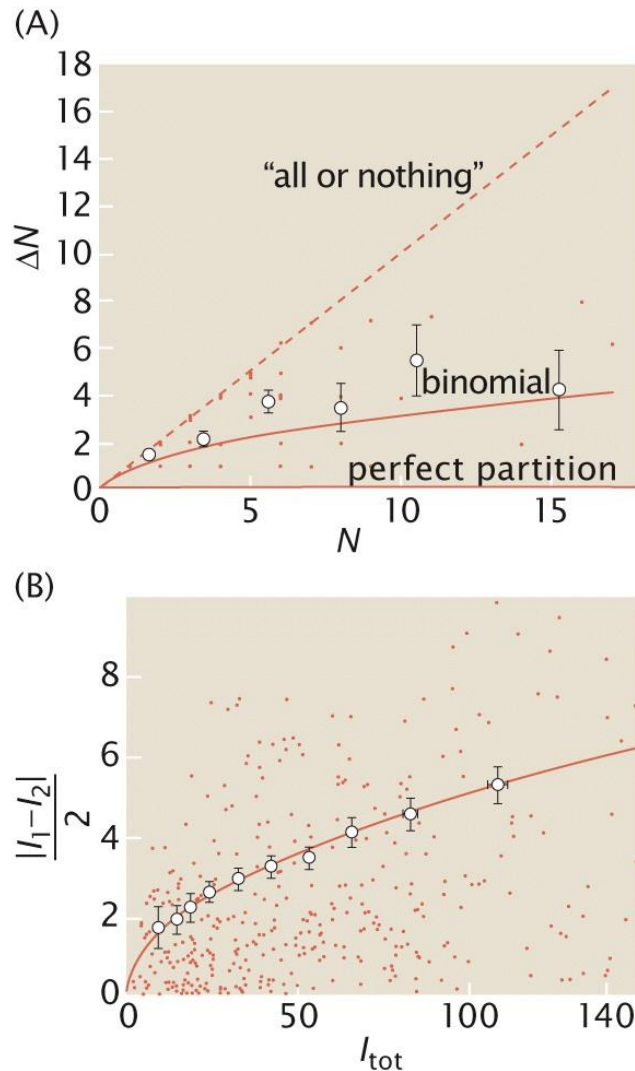 (A)
18
16
14
12
10
8
6
4
2
0
ΔN
"all or nothing"
binomial
perfect partition
0 5 10 15
N
(B)
8
6
4
2
0
|I₁−I₂|
2
0 50 100 140
Iₜₒₜ